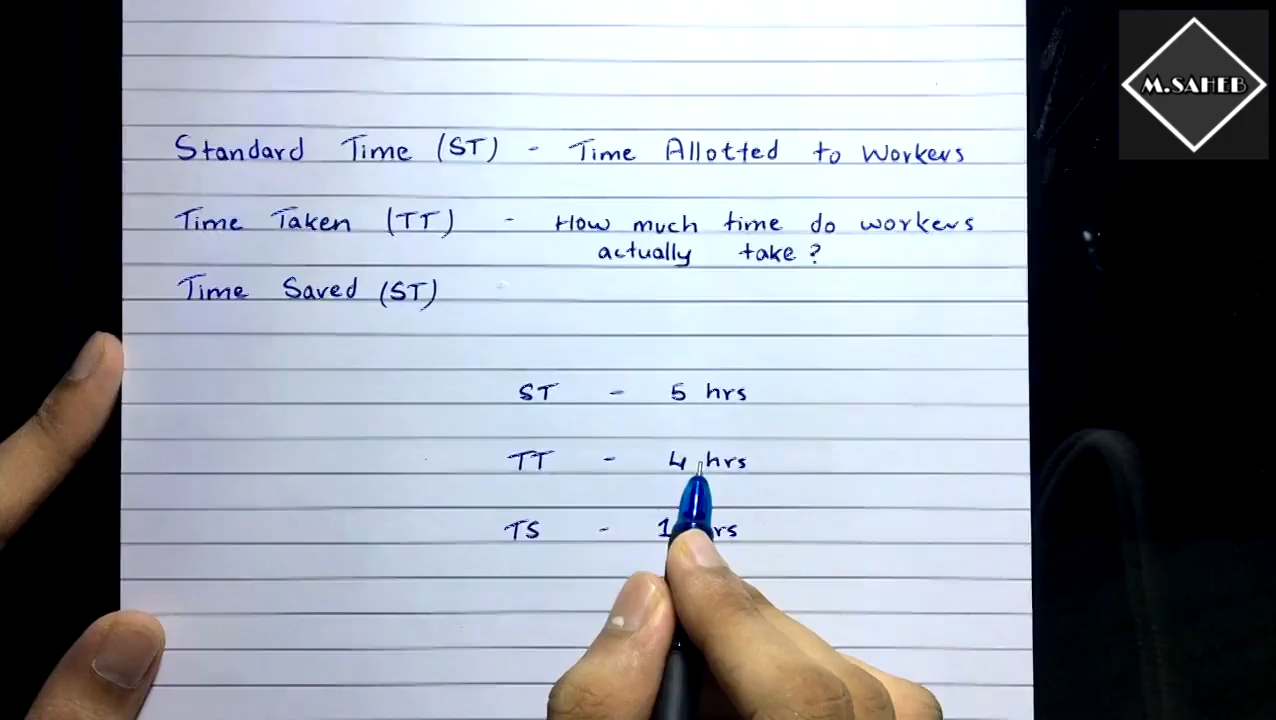 M.SAHEB
Standard Time (ST) - Time Allotted to Workers
Time Taken (TT) - How much time do workers
actually take?
Time Saved (ST)
ST - 5 hrs
TT - 4 hrs
TS - 1